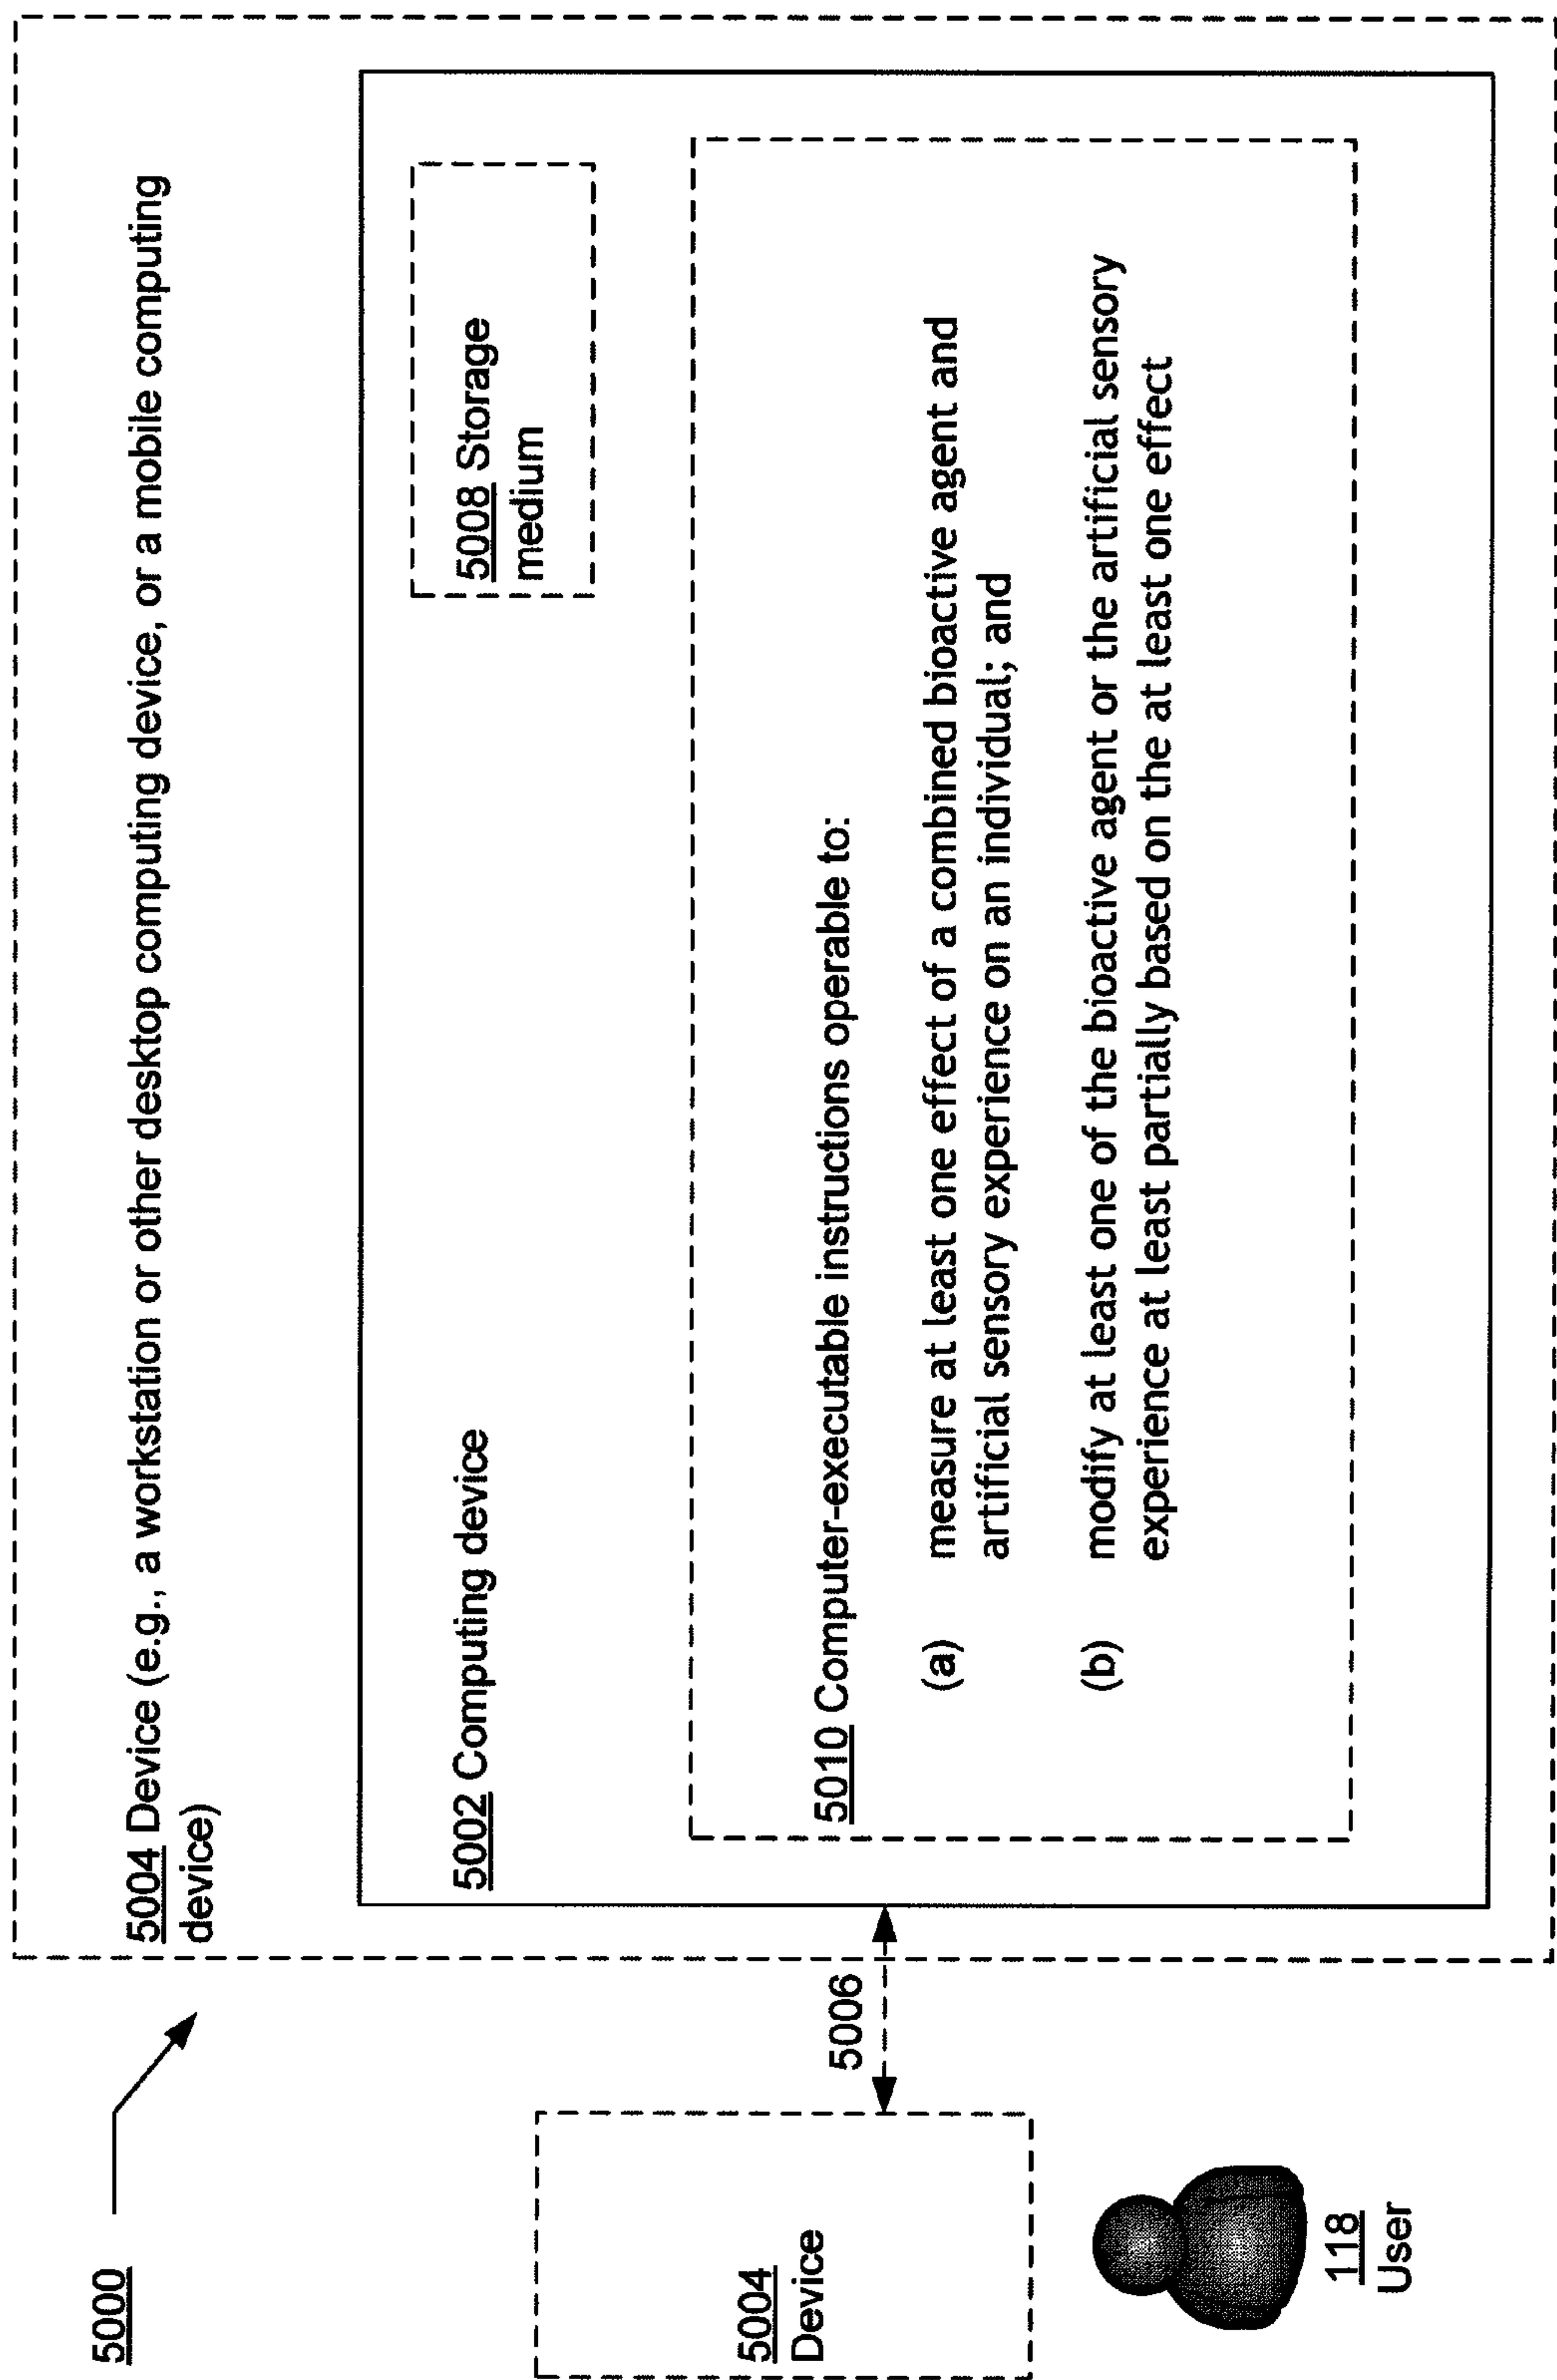 5000
5004 Device (e.g., a workstation or other desktop computing device, or a mobile computing
device)
5002 Computing device
5008 Storage
medium
5010 Computer-executable instructions operable to:
(a) measure at least one effect of a combined bioactive agent and
artificial sensory experience on an individual; and
(b) modify at least one of the bioactive agent or the artificial sensory
experience at least partially based on the at least one effect
5006
5004
Device
118
User